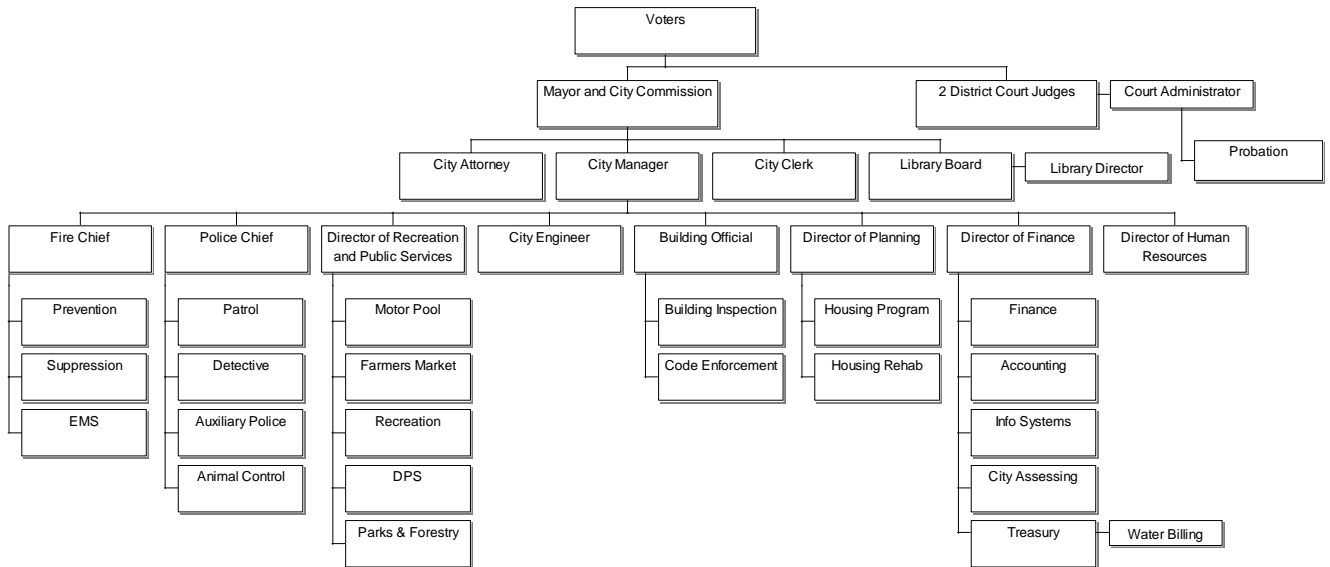 Voters
Mayor and City Commission
2 District Court Judges
Court Administrator
City Attorney
City Manager
City Clerk
Library Board
Library Director
Probation
Fire Chief
Police Chief
Director of Recreation
and Public Services
City Engineer
Building Official
Director of Planning
Director of Finance
Director of Human
Resources
Prevention
Patrol
Motor Pool
Building Inspection
Housing Program
Finance
Suppression
Detective
Farmers Market
Code Enforcement
Housing Rehab
Accounting
EMS
Auxiliary Police
Recreation
Info Systems
Animal Control
DPS
City Assessing
Parks & Forestry
Treasury
Water Billing